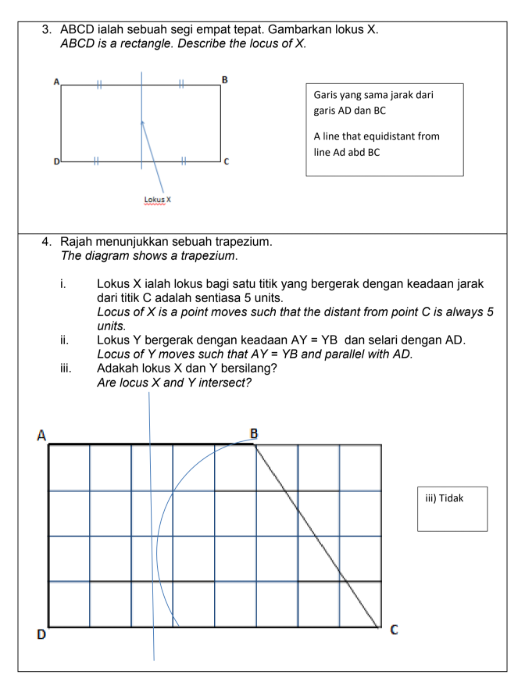 3. ABCD ialah sebuah segi empat tepat. Gambarkan lokus X.
ABCD is a rectangle. Describe the locus of X.
A
B
D
C
Lokus X
Garis yang sama jarak dari
garis AD dan BC
A line that equidistant from
line Ad abd BC
4. Rajah menunjukkan sebuah trapezium.
The diagram shows a trapezium.
i. Lokus X ialah lokus bagi satu titik yang bergerak dengan keadaan jarak
dari titik C adalah sentiasa 5 units.
Locus of X is a point moves such that the distant from point C is always 5
units.
ii. Lokus Y bergerak dengan keadaan AY = YB dan selari dengan AD.
Locus of Y moves such that AY = YB and parallel with AD.
iii. Adakah lokus X dan Y bersilang?
Are locus X and Y intersect?
A
B
iii) Tidak
D
C